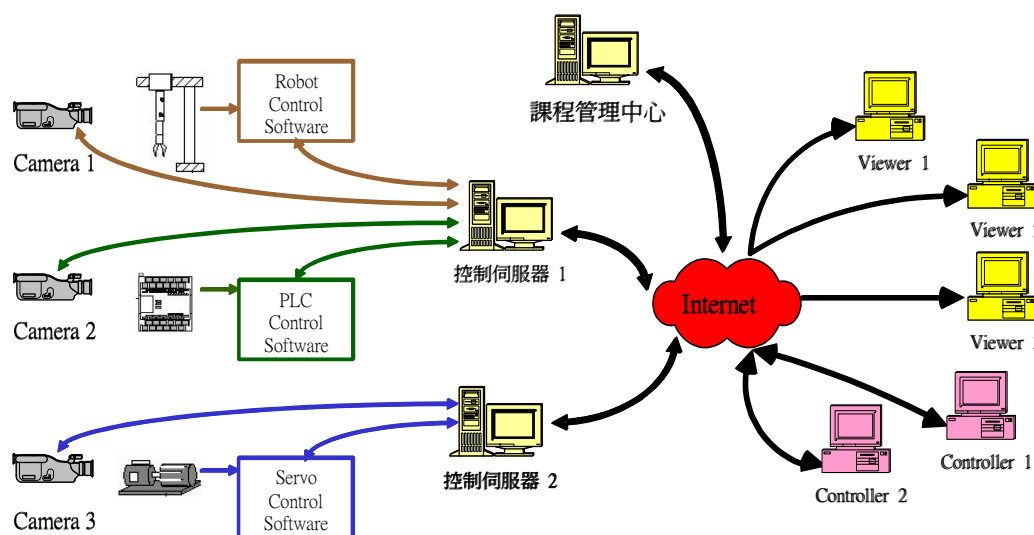 課程管理中心
Robot
Control
Software
Camera 1
Viewer 1
Viewer
控制伺服器 1
Camera 2
PLC
Control
Software
Internet
Viewer
控制伺服器 2
Controller 1
Controller 2
Camera 3
Servo
Control
Software